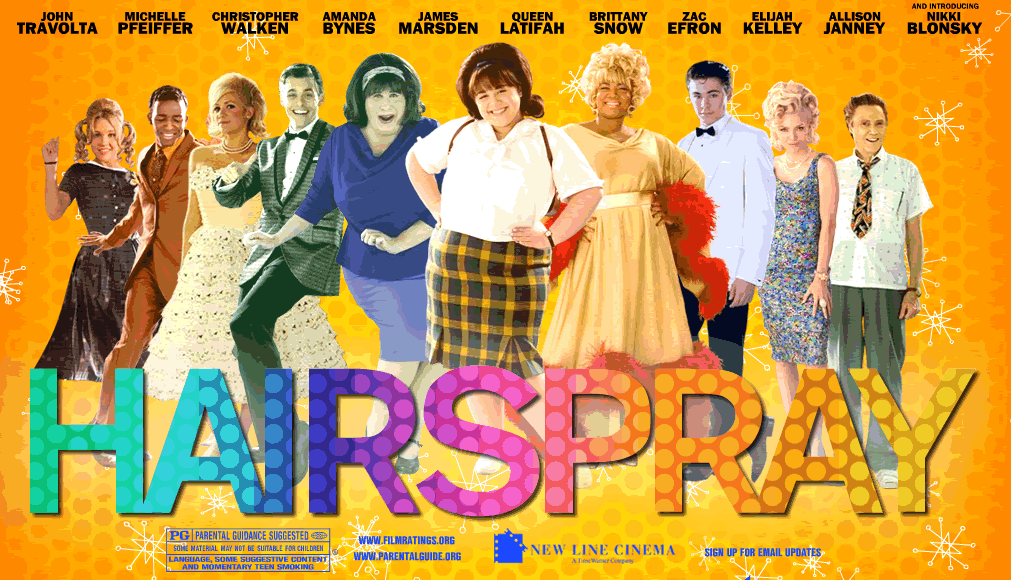 JOHN TRAVOLTA
MICHELLE PFEIFFER
CHRISTOPHER WALKEN
AMANDA BYNES
JAMES MARSDEN
QUEEN LATIFAH
BRITTANY SNOW
ZAC EFRON
ELIJAH KELLEY
ALLISON JANNEY
AND INTRODUCING
NIKKI BLONSKY
HAIRSPRAY
PG PARENTAL GUIDANCE SUGGESTED
SOME MATERIAL MAY NOT BE SUITABLE FOR CHILDREN
LANGUAGE, SOME SUGGESTIVE CONTENT
AND MOMENTARY TEEN SMOKING
WWW.FILMRATINGS.ORG
WWW.PARENTALGUIDE.ORG
NEW LINE CINEMA
A Time Warner Company
SIGN UP FOR EMAIL UPDATES